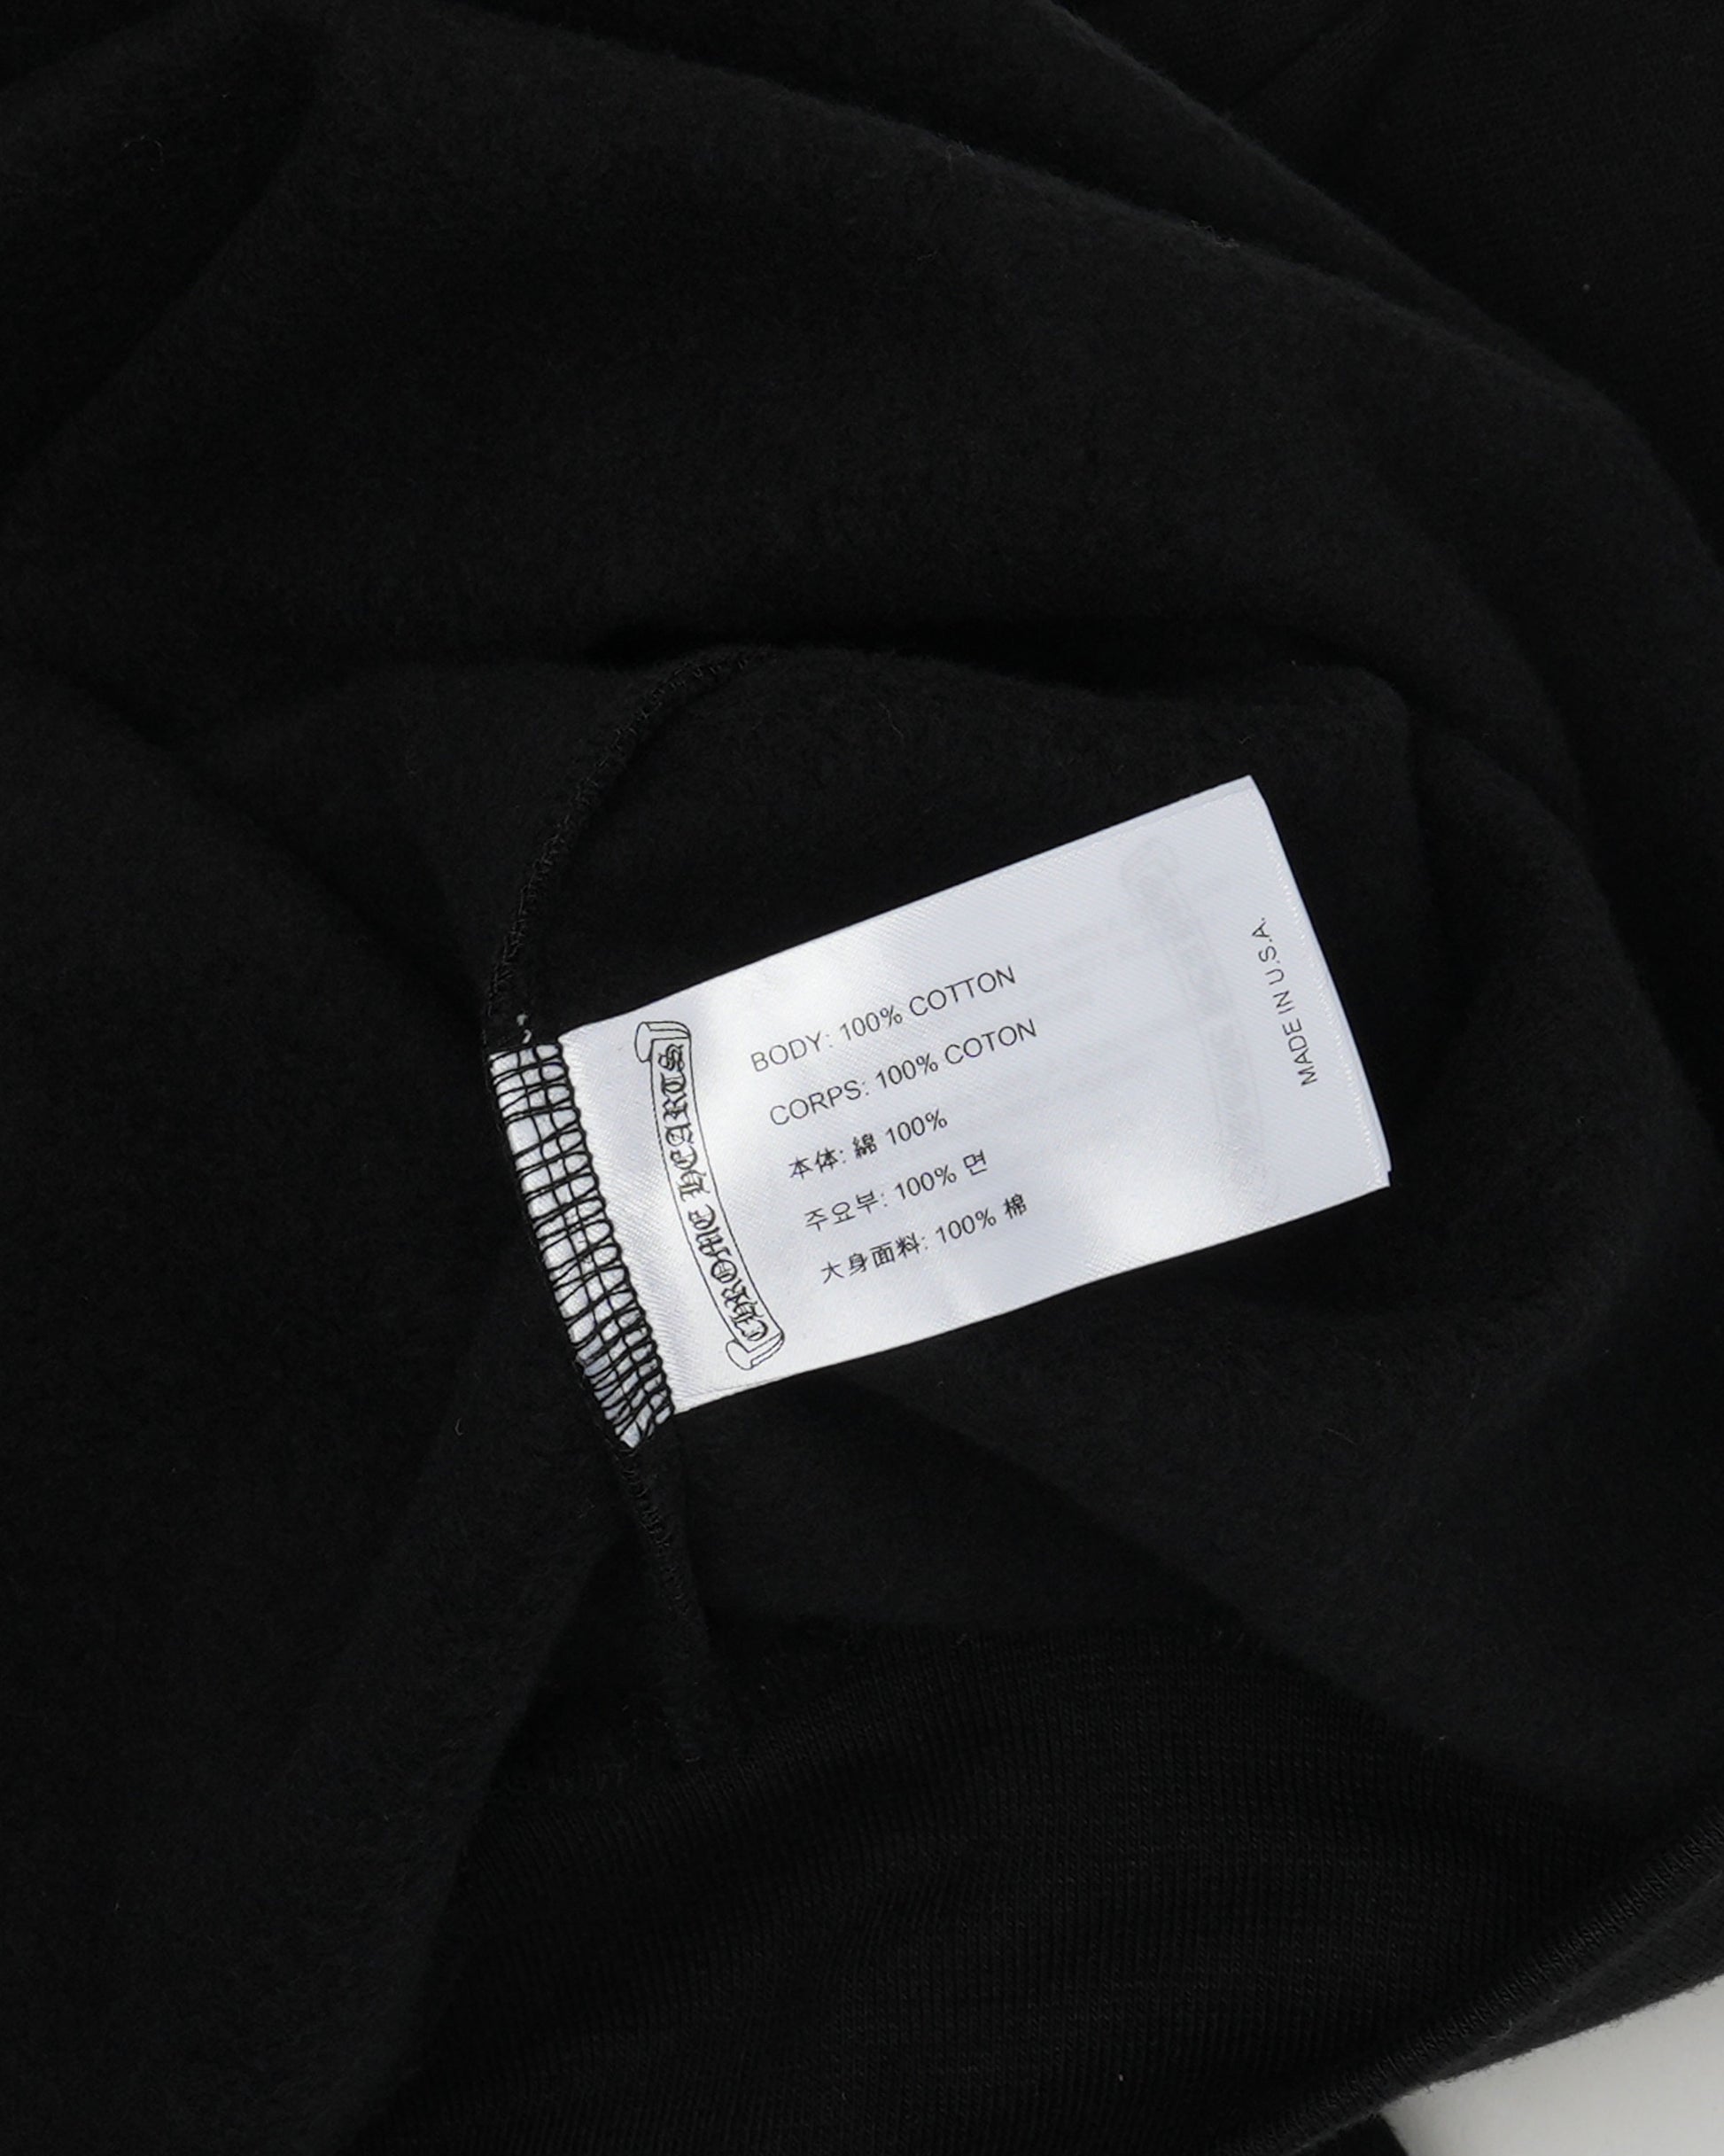 CHROME HEARTS
BODY: 100% COTTON
CORPS: 100% COTON
本体: 綿 100%
주요부: 100% 면
大身面料: 100% 棉
MADE IN U.S.A.